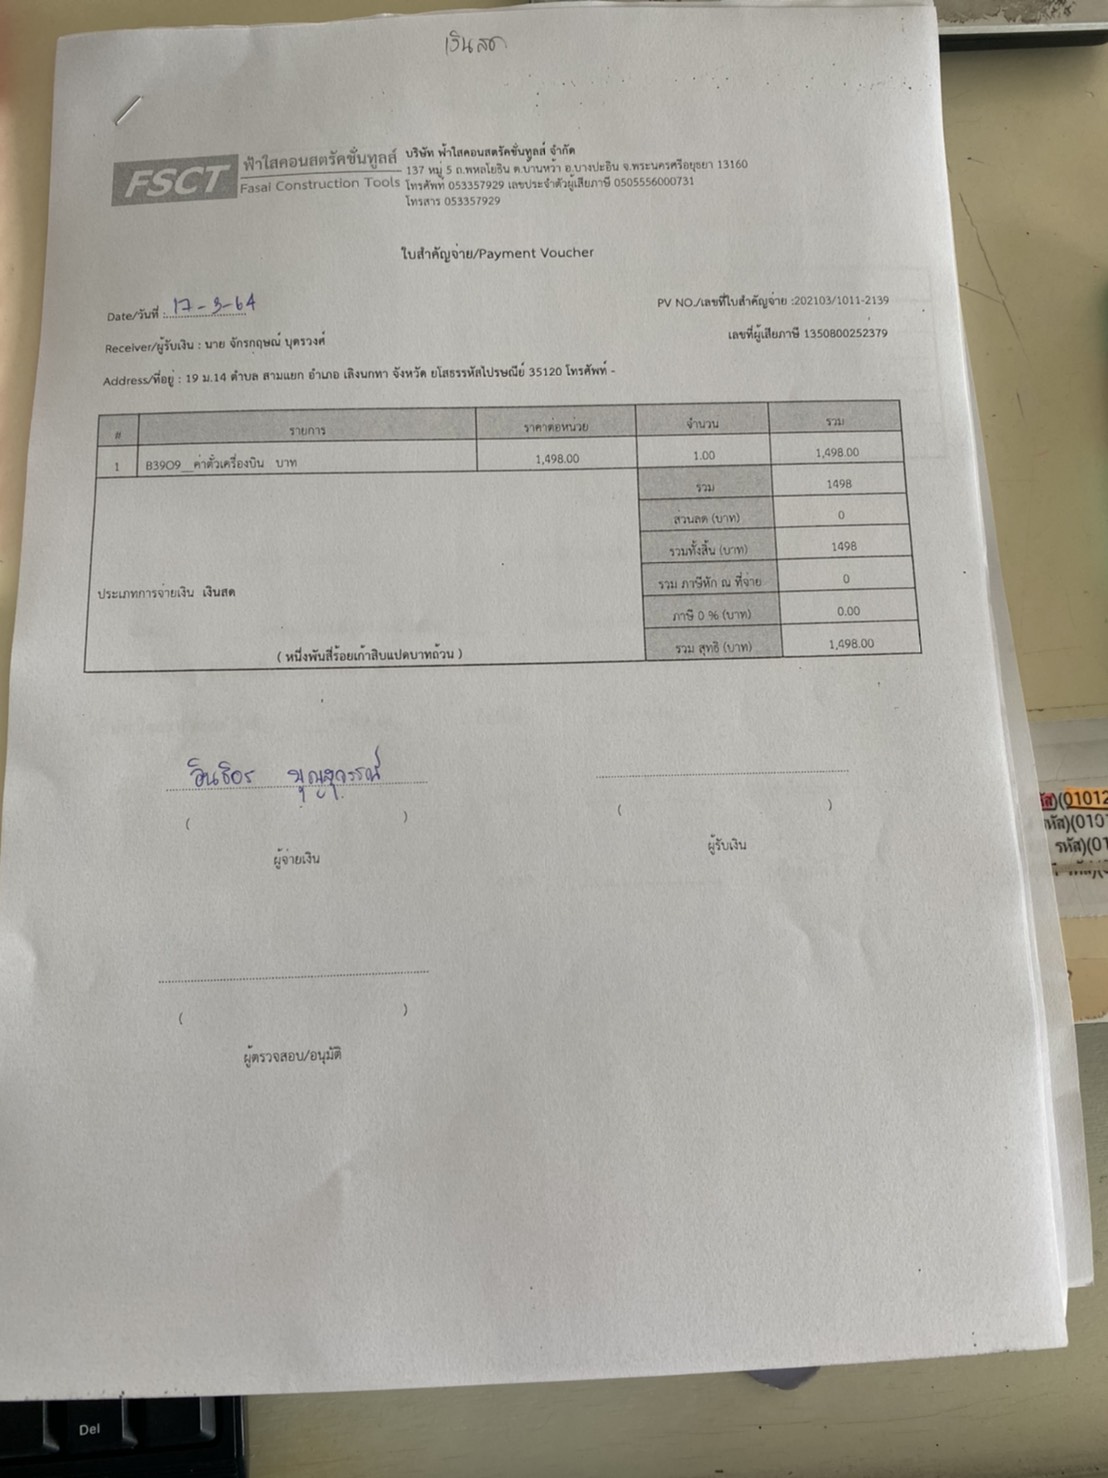 เงินสด
FSCT
ฟ้าใสคอนสตรัคชั่นทูลส์
Fasai Construction Tools
บริษัท ฟ้าใสคอนสตรัคชั่นทูลส์ จำกัด
137 หมู่ 5 ถ.พหลโยธิน ต.บ้านหว้า อ.บางปะอิน จ.พระนครศรีอยุธยา 13160
โทรศัพท์ 053357929 เลขประจำตัวผู้เสียภาษี 0505556000731
โทรสาร 053357929
ใบสำคัญจ่าย/Payment Voucher
Date/วันที่ : 17-3-64
PV NO./เลขที่ใบสำคัญจ่าย :202103/1011-2139
Receiver/ผู้รับเงิน : นาย จักรกฤษณ์ บุตรวงศ์
เลขที่ผู้เสียภาษี 1350800252379
Address/ที่อยู่ : 19 ม.14 ตำบล สามแยก อำเภอ เลิงนกทา จังหวัด ยโสธรรหัสไปรษณีย์ 35120 โทรศัพท์ -
# รายการ ราคาต่อหน่วย จำนวน รวม
1 B39O9__ค่าตั๋วเครื่องบิน บาท 1,498.00 1.00 1,498.00
รวม 1498
ส่วนลด (บาท) 0
รวมทั้งสิ้น (บาท) 1498
รวม ภาษีหัก ณ ที่จ่าย 0
ประเภทการจ่ายเงิน เงินสด
ภาษี 0 % (บาท) 0.00
( หนึ่งพันสี่ร้อยเก้าสิบแปดบาทถ้วน )
รวม สุทธิ (บาท) 1,498.00
อินธิอร บุญสุวรรณ์
( )
( )
ผู้จ่ายเงิน
ผู้รับเงิน
( )
ผู้ตรวจสอบ/อนุมัติ
Del